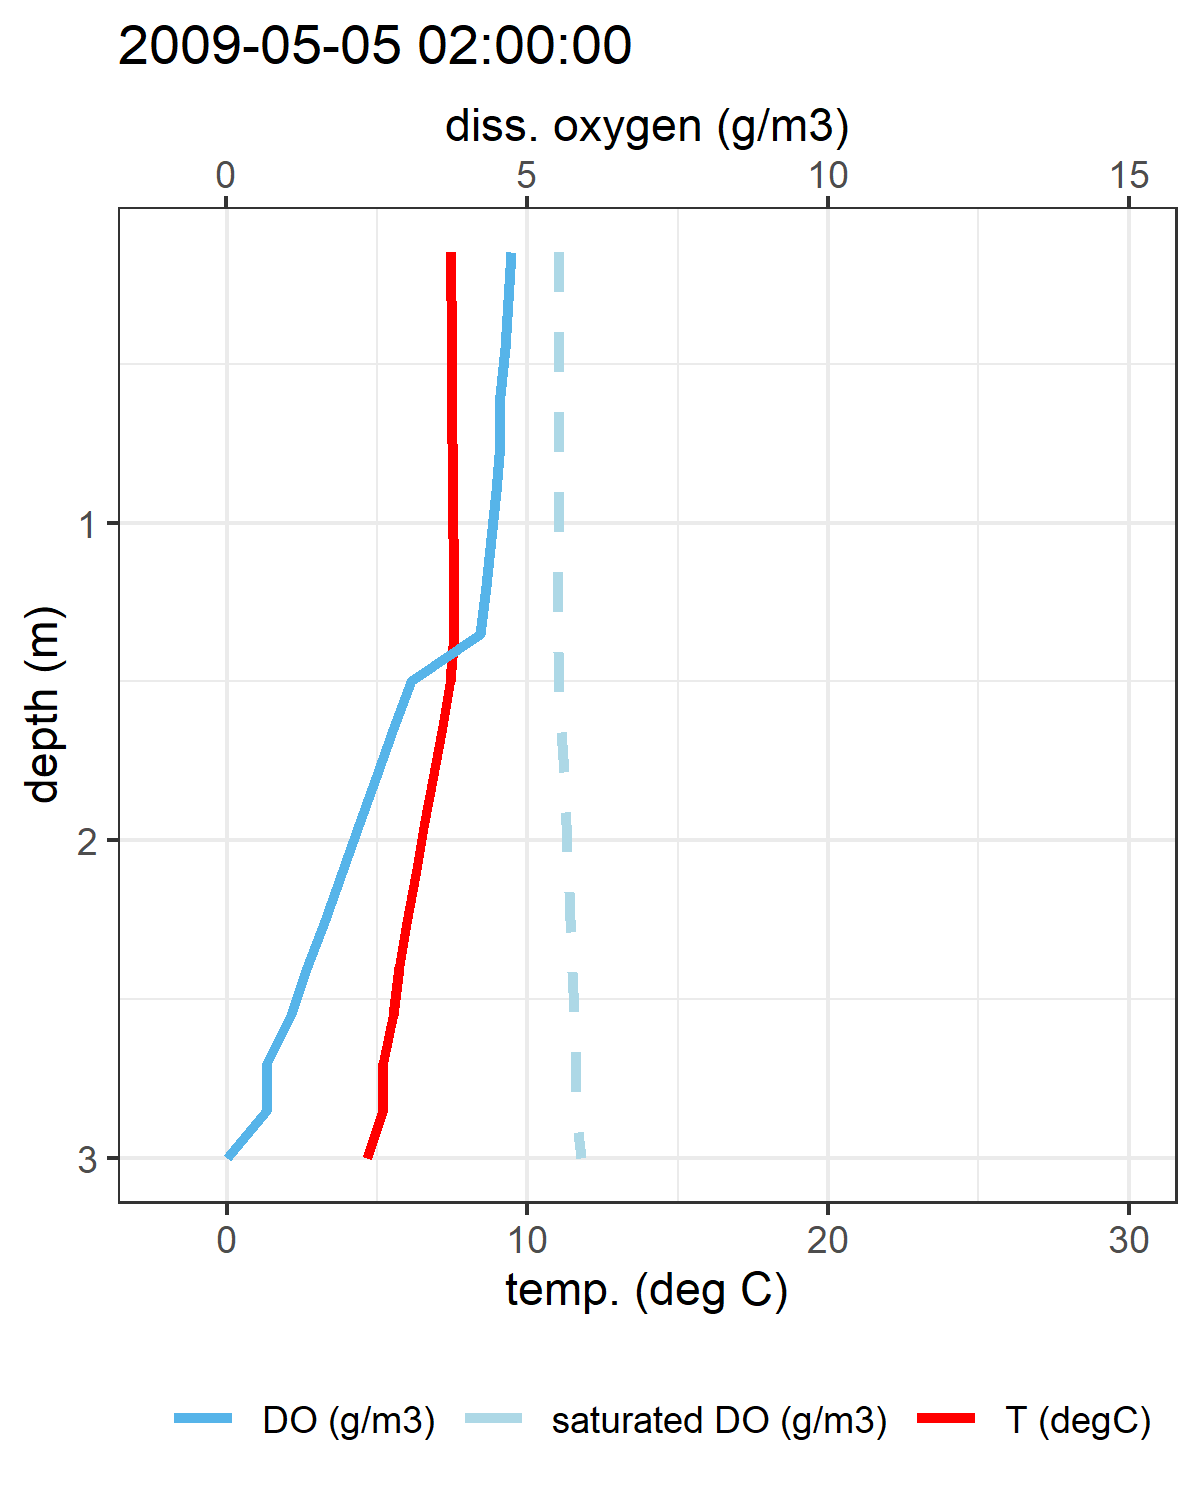 2009-05-05 02:00:00
diss. oxygen (g/m3)
0 5 10 15
depth (m)
1
2
3
0 10 20 30
temp. (deg C)
DO (g/m3) saturated DO (g/m3) T (degC)